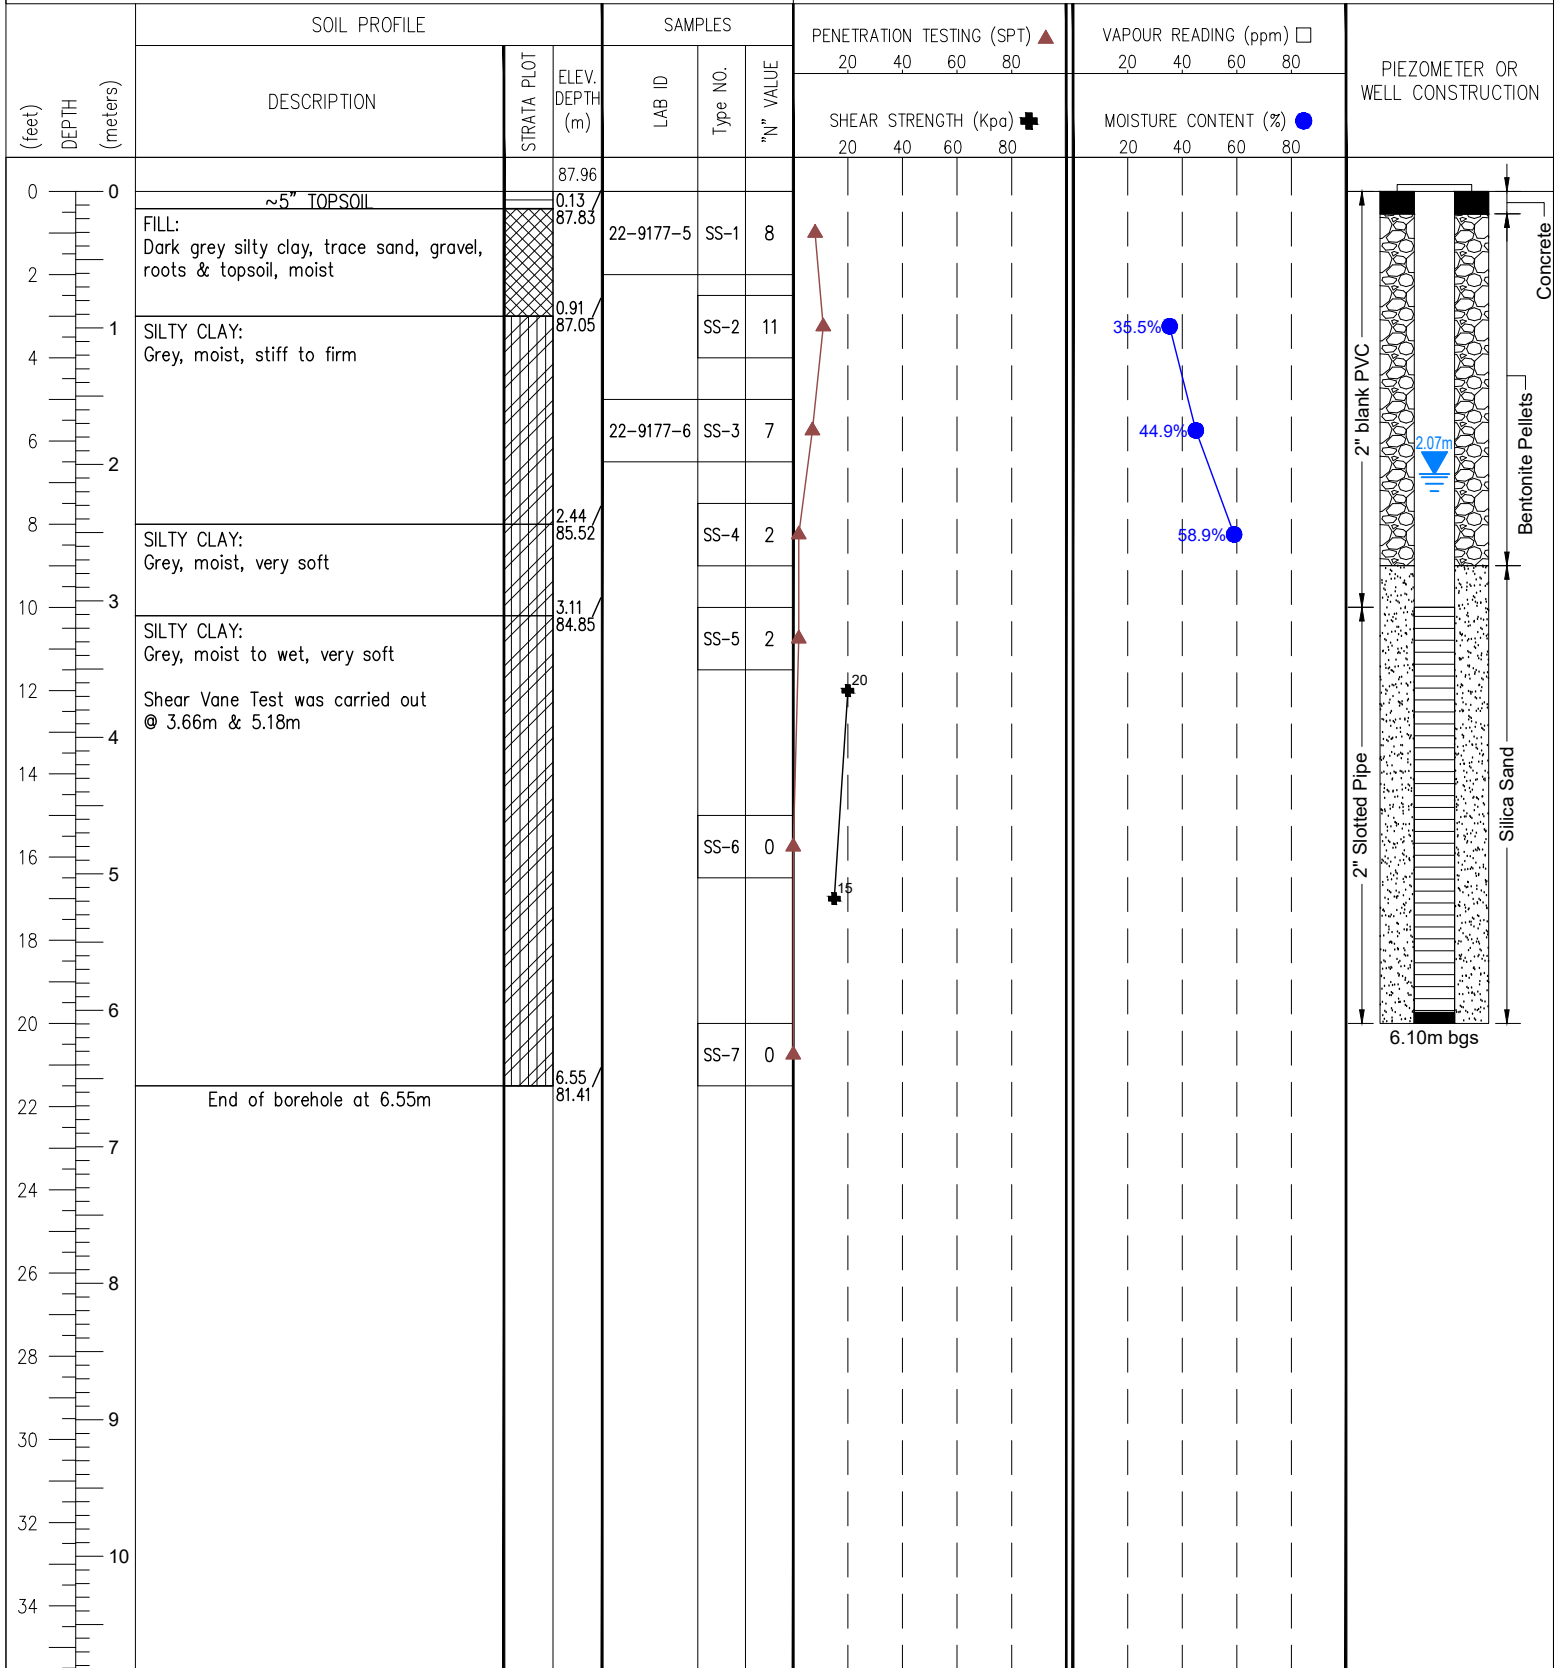 SOIL PROFILE
SAMPLES
PENETRATION TESTING (SPT)
20 40 60 80
SHEAR STRENGTH (Kpa)
20 40 60 80
VAPOUR READING (ppm)
20 40 60 80
MOISTURE CONTENT (%)
20 40 60 80
PIEZOMETER OR
WELL CONSTRUCTION
(feet)
DEPTH
(meters)
DESCRIPTION
STRATA PLOT
ELEV.
DEPTH
(m)
LAB ID
Type NO.
"N" VALUE
87.96
0 0
~5" TOPSOIL
0.13
87.83
FILL:
Dark grey silty clay, trace sand, gravel,
roots & topsoil, moist
22-9177-5 SS-1 8
2
0.91
87.05
1
SILTY CLAY:
Grey, moist, stiff to firm
SS-2 11
35.5%
4
22-9177-6 SS-3 7
44.9%
6
2
2.07m
2.44
85.52
8
SILTY CLAY:
Grey, moist, very soft
SS-4 2
58.9%
3
10
3.11
84.85
SILTY CLAY:
Grey, moist to wet, very soft
SS-5 2
Shear Vane Test was carried out
@ 3.66m & 5.18m
12
20
4
14
SS-6 0
16
5
15
18
6
20
6.10m bgs
SS-7 0
6.55
81.41
End of borehole at 6.55m
22
7
24
26
8
28
9
30
32
10
34
2" blank PVC
2" Slotted Pipe
Concrete
Bentonite Pellets
Silica Sand